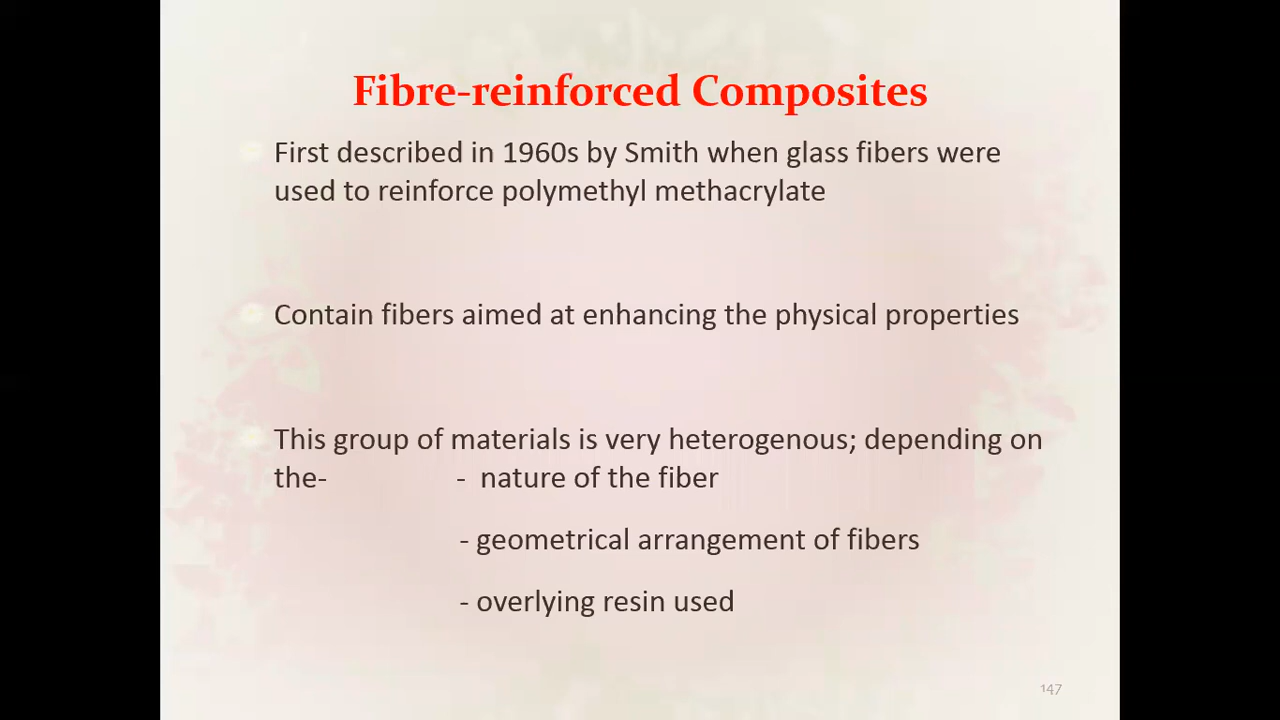 Fibre-reinforced Composites
First described in 1960s by Smith when glass fibers were
used to reinforce polymethyl methacrylate
Contain fibers aimed at enhancing the physical properties
This group of materials is very heterogenous; depending on
the- - nature of the fiber
- geometrical arrangement of fibers
- overlying resin used
147